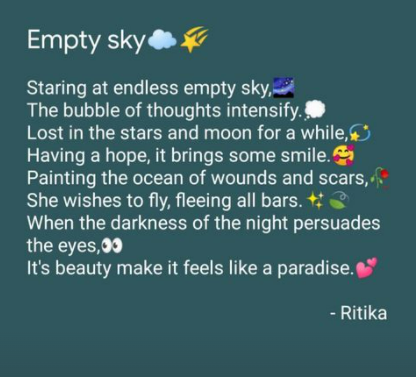 Empty sky☁️🌠
Staring at endless empty sky,🌌
The bubble of thoughts intensify.💭
Lost in the stars and moon for a while,💫
Having a hope, it brings some smile.🥰
Painting the ocean of wounds and scars,🥀
She wishes to fly, fleeing all bars. ✨🍃
When the darkness of the night persuades
the eyes,👀
It's beauty make it feels like a paradise.💕
- Ritika